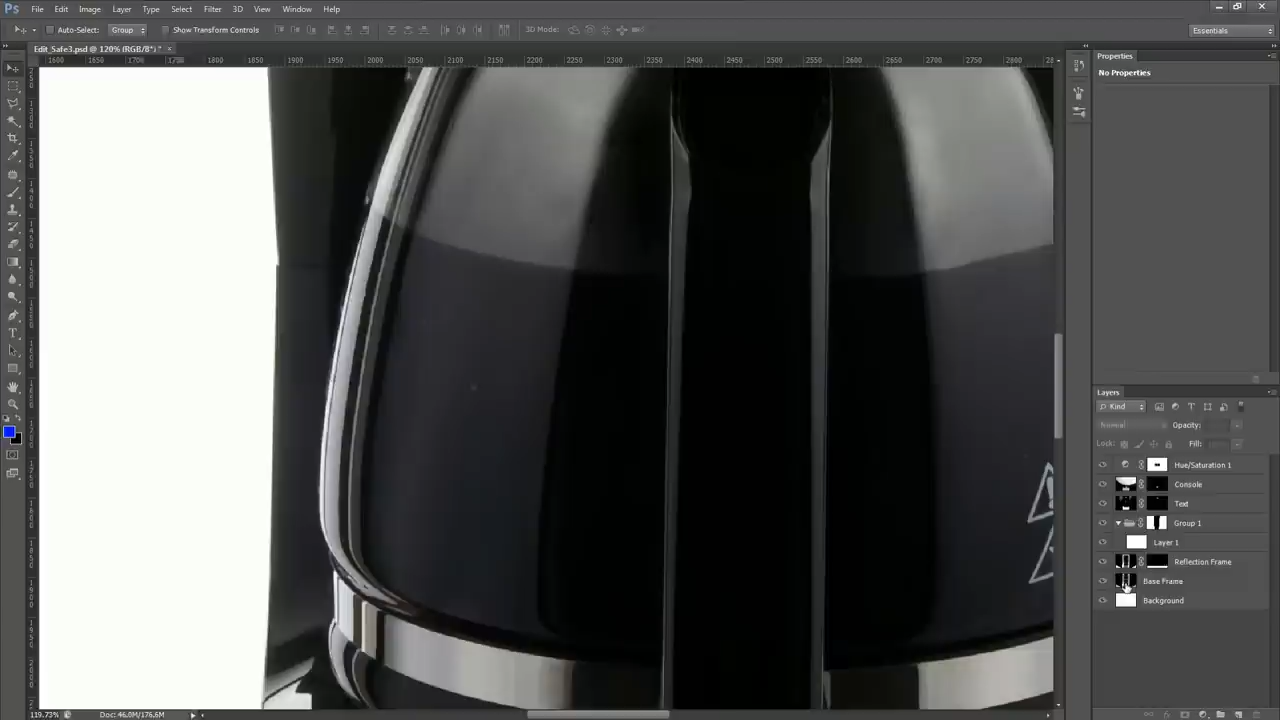 Ps File Edit Image Layer Type Select Filter 3D View Window Help
Auto-Select: Group Show Transform Controls 3D Mode: Essentials
Edit_Safe3.psd @ 120% (RGB/8*) * ×
1600 1650 1700 1750 1800 1850 1900 1950 2000 2050 2100 2150 2200 2250 2300 2350 2400 2450 2500 2550 2600 2650 2700 2750 2800
Properties
No Properties
Layers
Kind
Normal Opacity:
Lock: Fill:
Hue/Saturation 1
Console
Text
Group 1
Layer 1
Reflection Frame
Base Frame
Background
119.73% Doc: 46.0M/176.6M